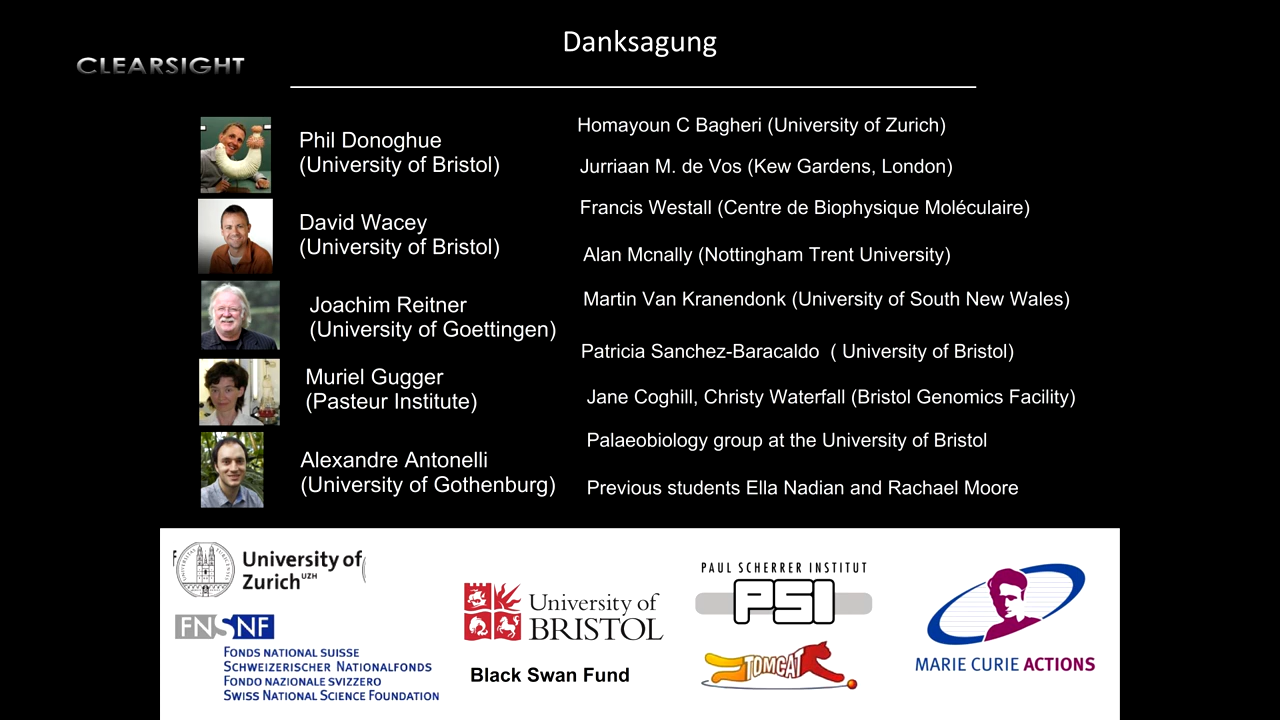 Danksagung
CLEARSIGHT
Phil Donoghue
(University of Bristol)
David Wacey
(University of Bristol)
Joachim Reitner
(University of Goettingen)
Muriel Gugger
(Pasteur Institute)
Alexandre Antonelli
(University of Gothenburg)
Homayoun C Bagheri (University of Zurich)
Jurriaan M. de Vos (Kew Gardens, London)
Francis Westall (Centre de Biophysique Moléculaire)
Alan Mcnally (Nottingham Trent University)
Martin Van Kranendonk (University of South New Wales)
Patricia Sanchez-Baracaldo  ( University of Bristol)
Jane Coghill, Christy Waterfall (Bristol Genomics Facility)
Palaeobiology group at the University of Bristol
Previous students Ella Nadian and Rachael Moore
F
University of
Zurich UZH
FNSNF
FONDS NATIONAL SUISSE
SCHWEIZERISCHER NATIONALFONDS
FONDO NAZIONALE SVIZZERO
SWISS NATIONAL SCIENCE FOUNDATION
University of
BRISTOL
Black Swan Fund
PAUL SCHERRER INSTITUT
PSI
TOMCAT
MARIE CURIE ACTIONS